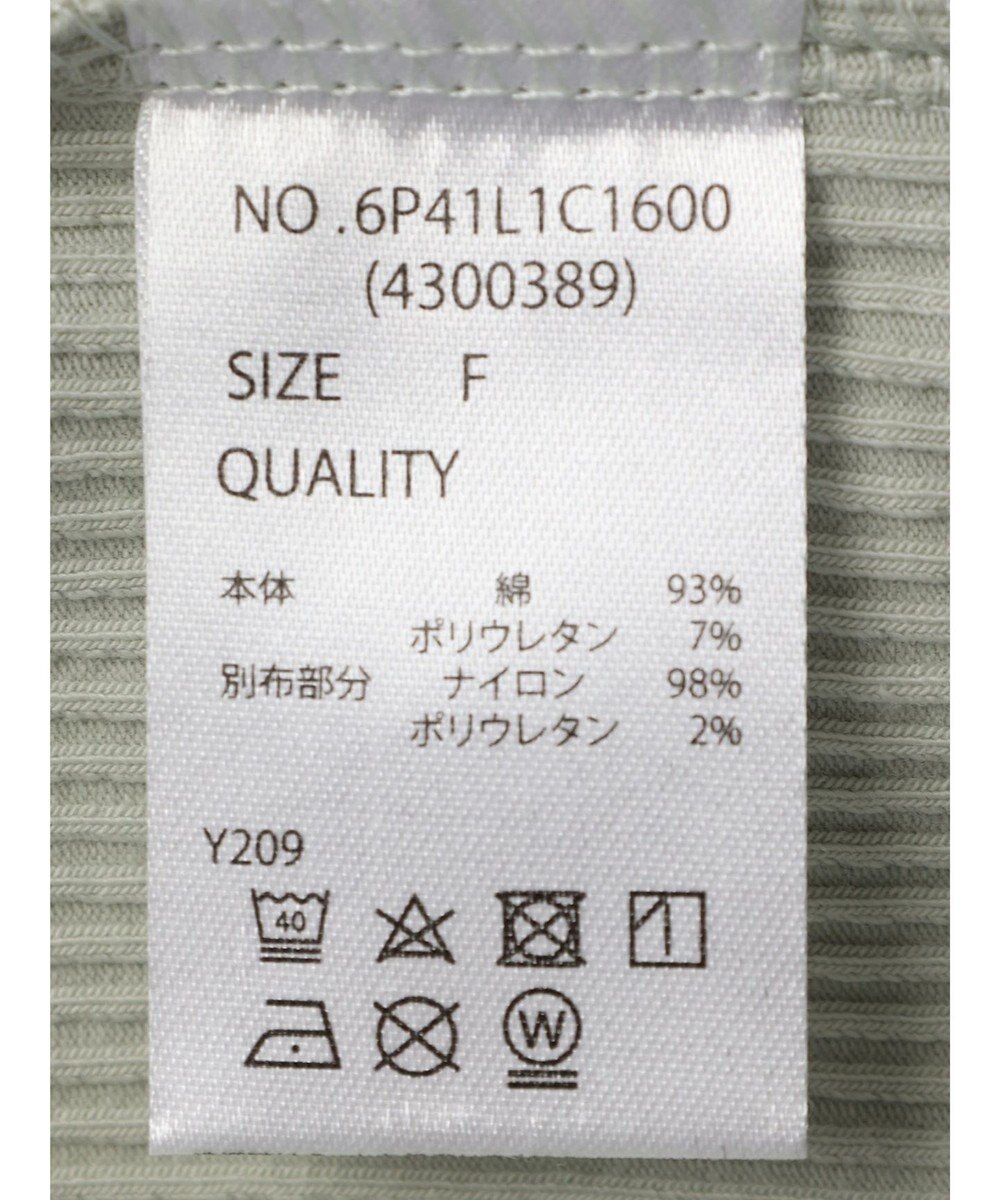 NO .6P41L1C1600
(4300389)
SIZE F
QUALITY
本体 綿 93%
ポリウレタン 7%
別布部分 ナイロン 98%
ポリウレタン 2%
Y209
40
W